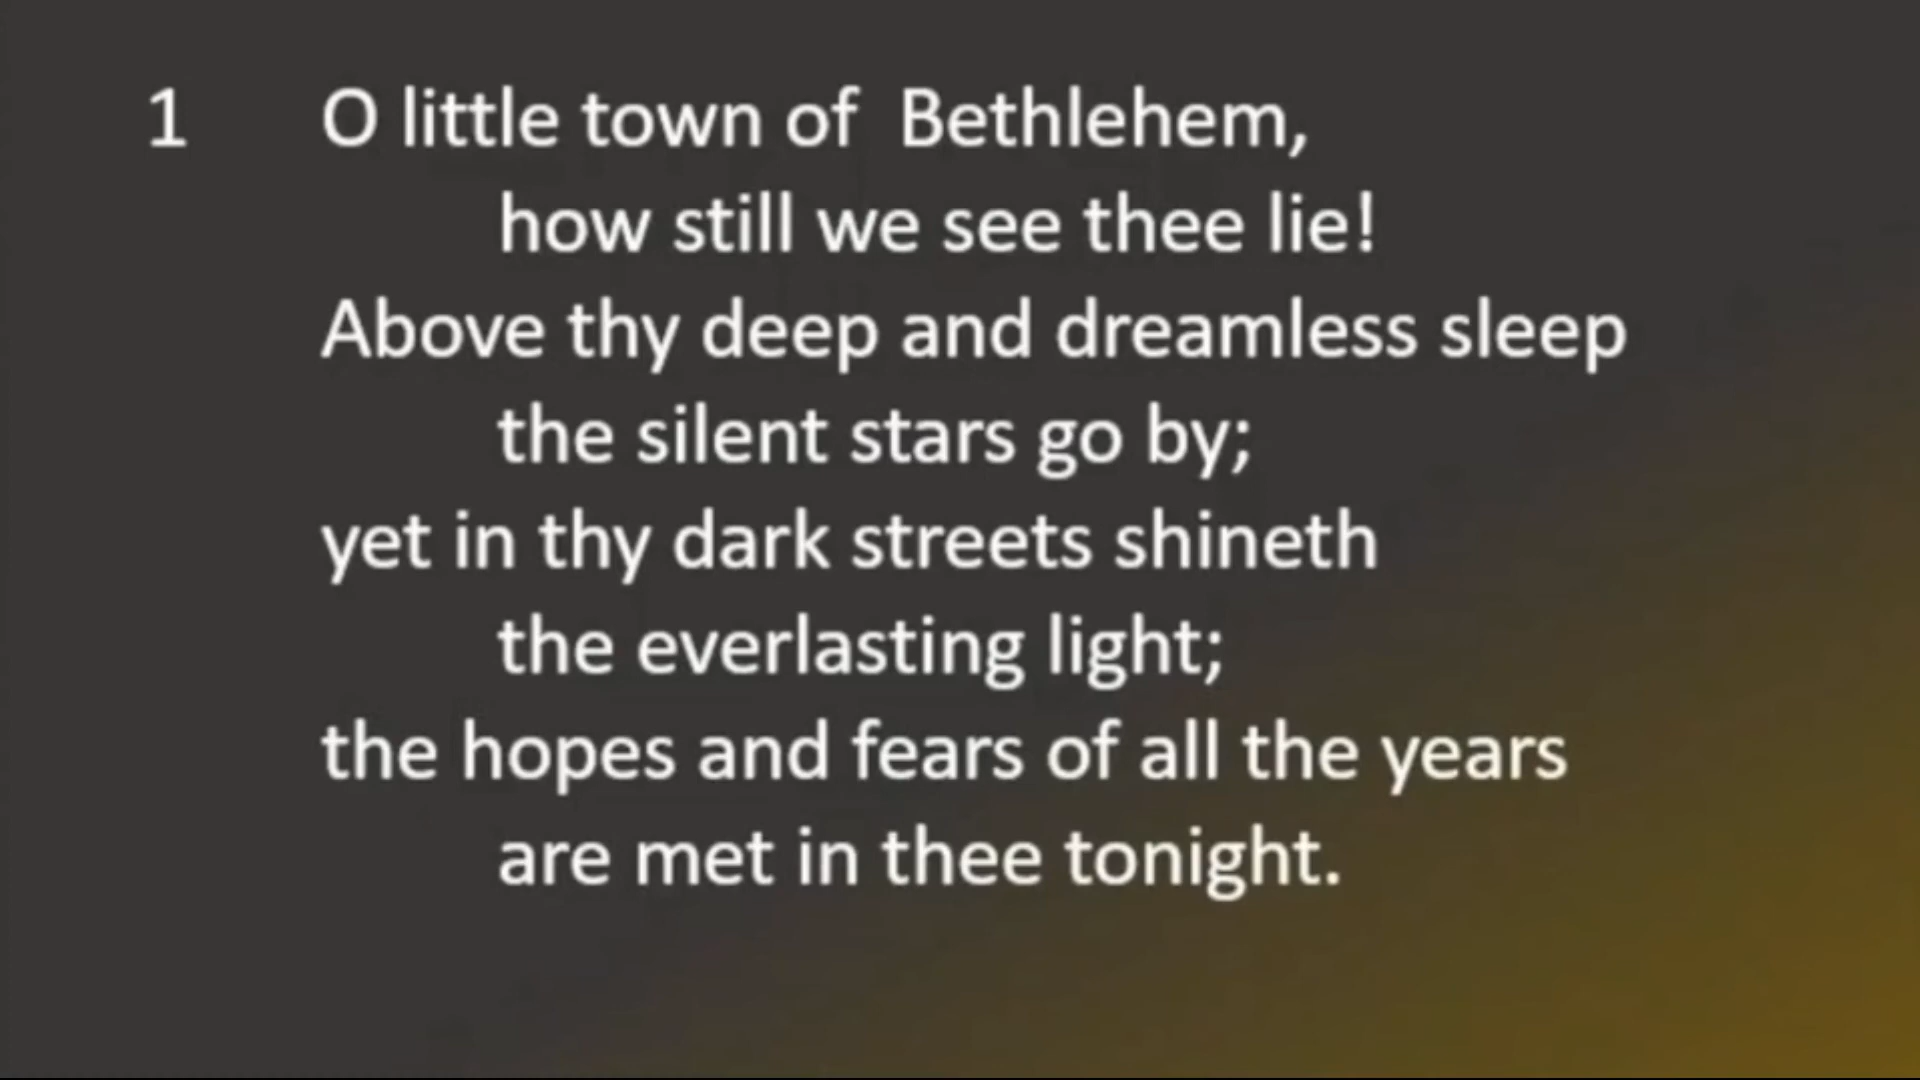 1 O little town of  Bethlehem,
how still we see thee lie!
Above thy deep and dreamless sleep
the silent stars go by;
yet in thy dark streets shineth
the everlasting light;
the hopes and fears of all the years
are met in thee tonight.